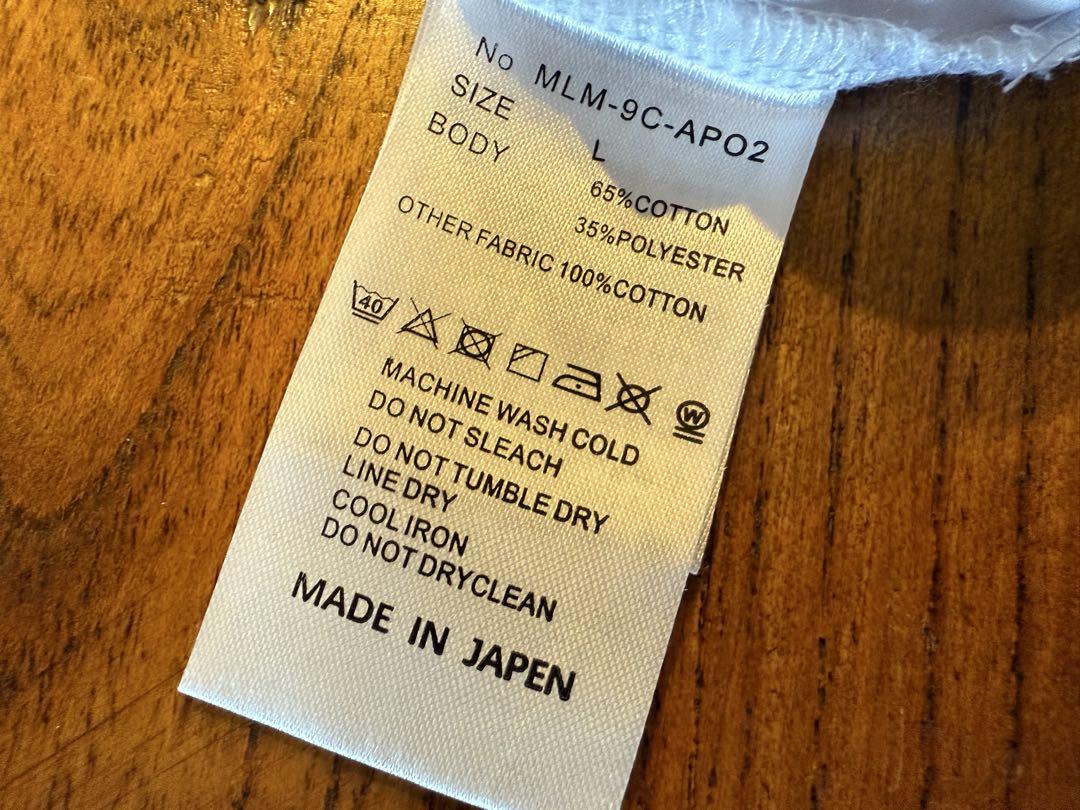 No MLM-9C-APO2
SIZE L
BODY 65%COTTON
35%POLYESTER
OTHER FABRIC 100%COTTON
40 W
MACHINE WASH COLD
DO NOT SLEACH
DO NOT TUMBLE DRY
LINE DRY
COOL IRON
DO NOT DRYCLEAN
MADE IN JAPEN